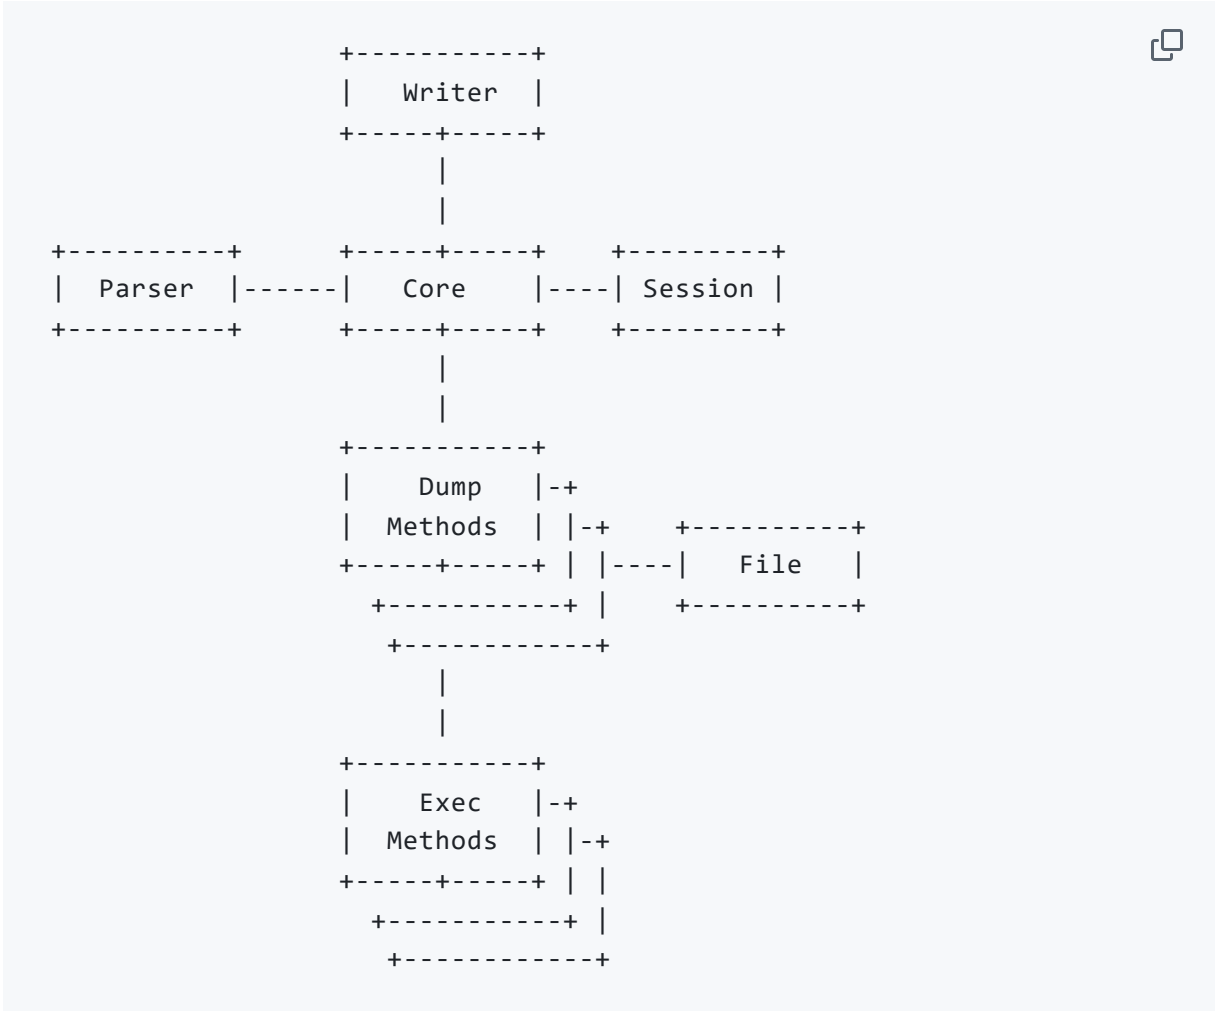 +-----------+
                  |   Writer  |
                  +-----+-----+
                        |
                        |
+----------+      +-----+-----+    +---------+
|  Parser  |------|   Core    |----| Session |
+----------+      +-----+-----+    +---------+
                        |
                        |
                  +-----------+
                  |    Dump   |-+
                  |  Methods  | |-+    +----------+
                  +-----+-----+ | |----|   File   |
                    +-----------+ |    +----------+
                     +------------+
                        |
                        |
                  +-----------+
                  |    Exec   |-+
                  |  Methods  | |-+
                  +-----+-----+ | |
                    +-----------+ |
                     +------------+